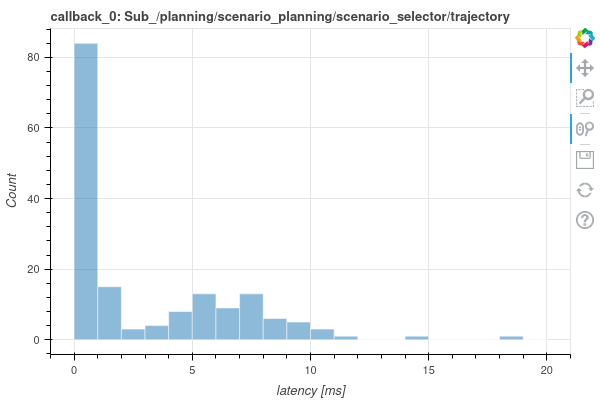 callback_0: Sub_/planning/scenario_planning/scenario_selector/trajectory
80
60
40
20
0
Count
0 5 10 15 20
latency [ms]